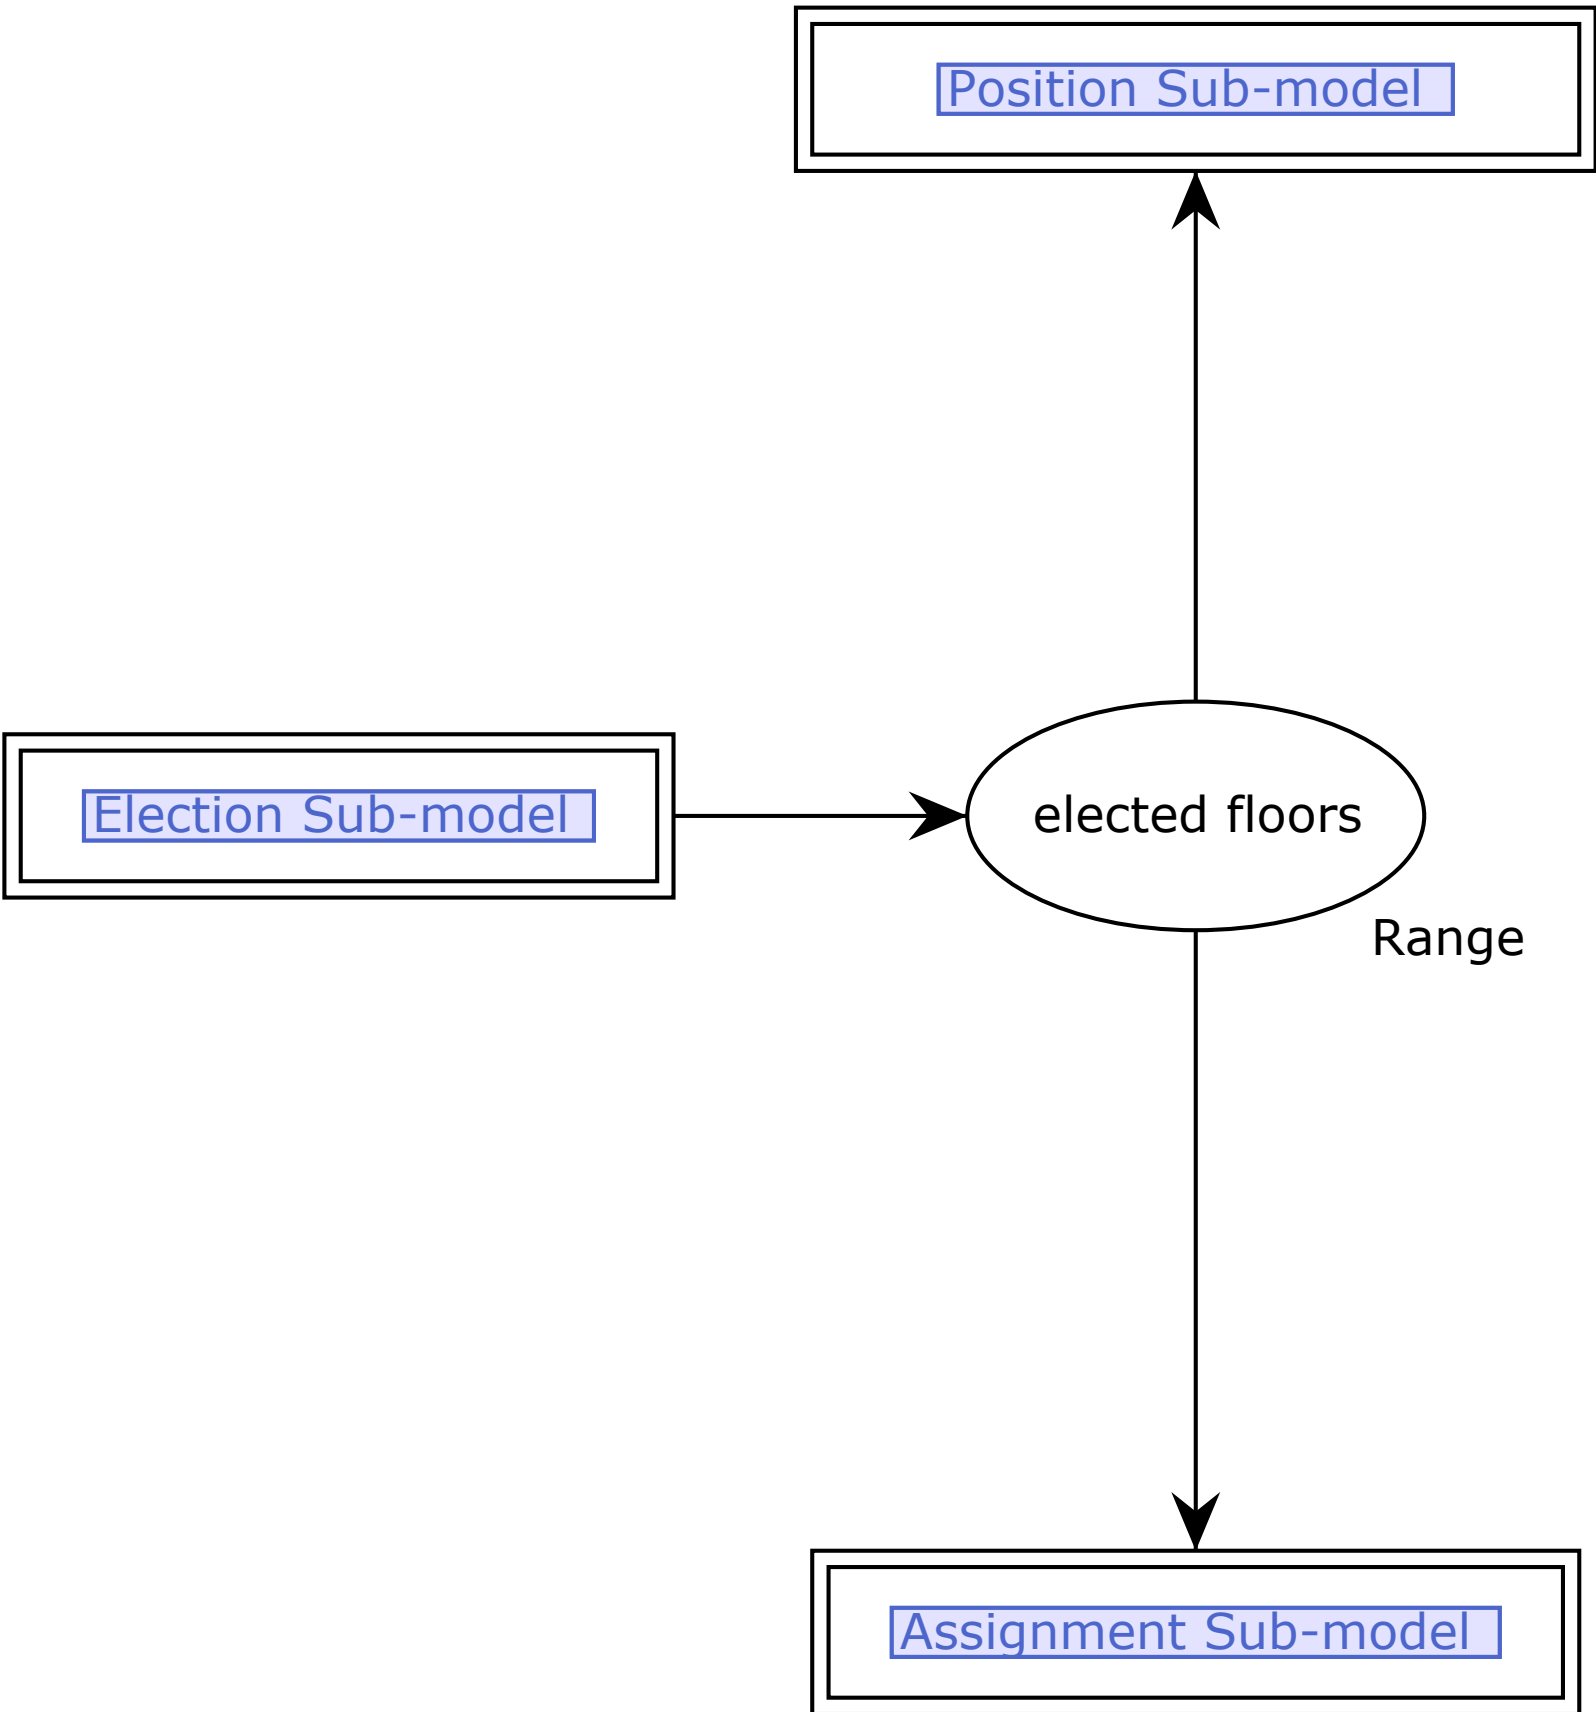 Position Sub-model
Election Sub-model
elected floors
Range
Assignment Sub-model